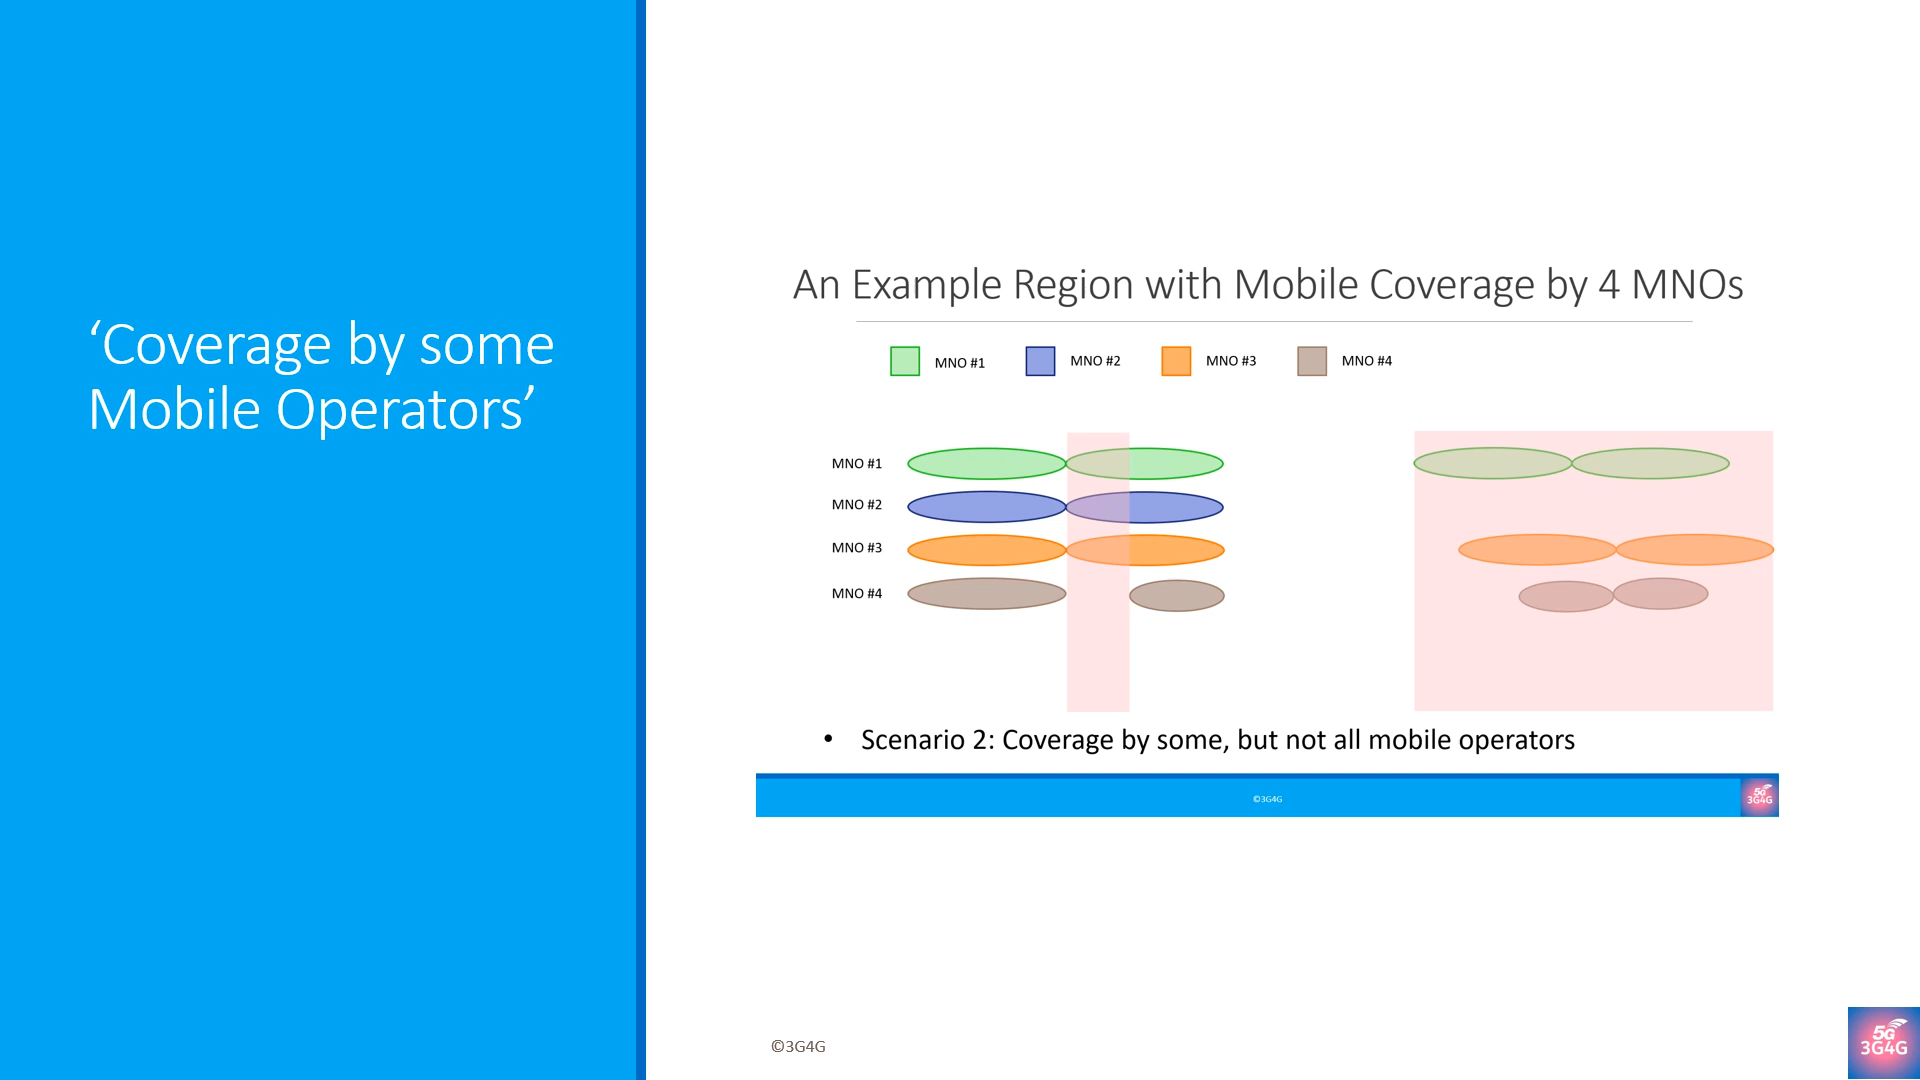 ‘Coverage by some
Mobile Operators’
An Example Region with Mobile Coverage by 4 MNOs
MNO #1 MNO #2 MNO #3 MNO #4
MNO #1
MNO #2
MNO #3
MNO #4
• Scenario 2: Coverage by some, but not all mobile operators
©3G4G
5G
3G4G
©3G4G
5G
3G4G